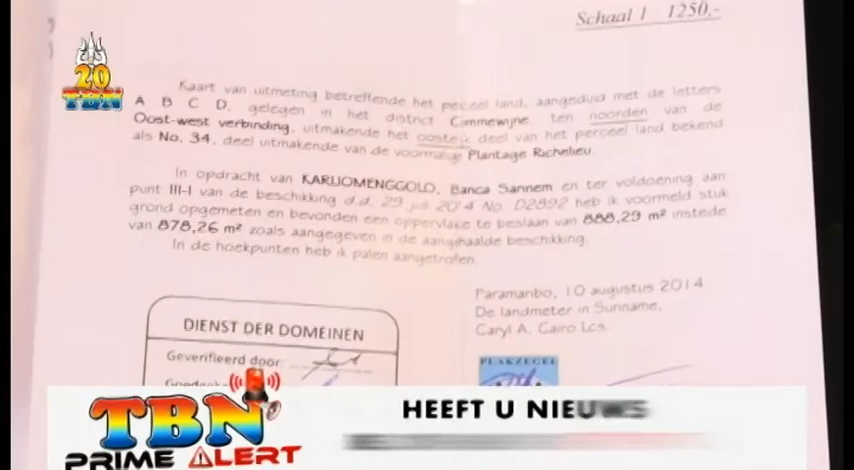 Schaal 1 1250,-
20
TBN
Kaart van uitmeting betreffende het perceel land, aangeduid met de letters
A B C D, gelegen in het district Commewijne, ten noorden van de
Oost-west verbinding, uitmakende het oostelijk deel van het perceel land bekend
als No. 34, deel uitmakende van de voormalige Plantage Richelieu.
In opdracht van KARIJOMENGGOLO, Banca Sannem en ter voldoening aan
punt III-I van de beschikking d.d. 29 juli 2014 No. D2892 heb ik voormeld stuk
grond opgemeten en bevonden een oppervlakte te beslaan van 888,29 m² instede
van 878,26 m² zoals aangegeven in de aangehaalde beschikking.
In de hoekpunten heb ik palen aangetroffen.
Paramaribo, 10 augustus 2014
De landmeter in Suriname,
Caryl A. Cairo Lcs.
DIENST DER DOMEINEN
Geverifieerd door:
PLAKZEGEL
TBN
PRIME ALERT
HEEFT U NIEUWS